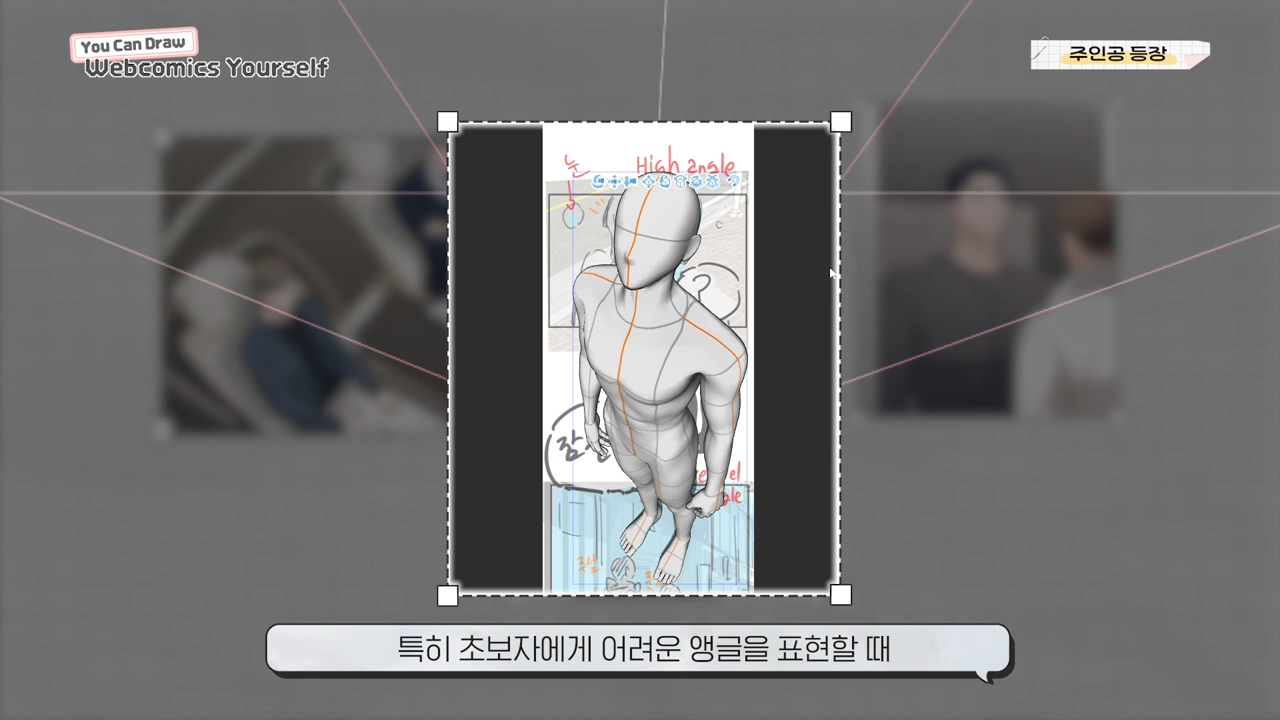 You Can Draw
Webcomics Yourself
주인공 등장
눈
High angle
C
?
특히 초보자에게 어려운 앵글을 표현할 때